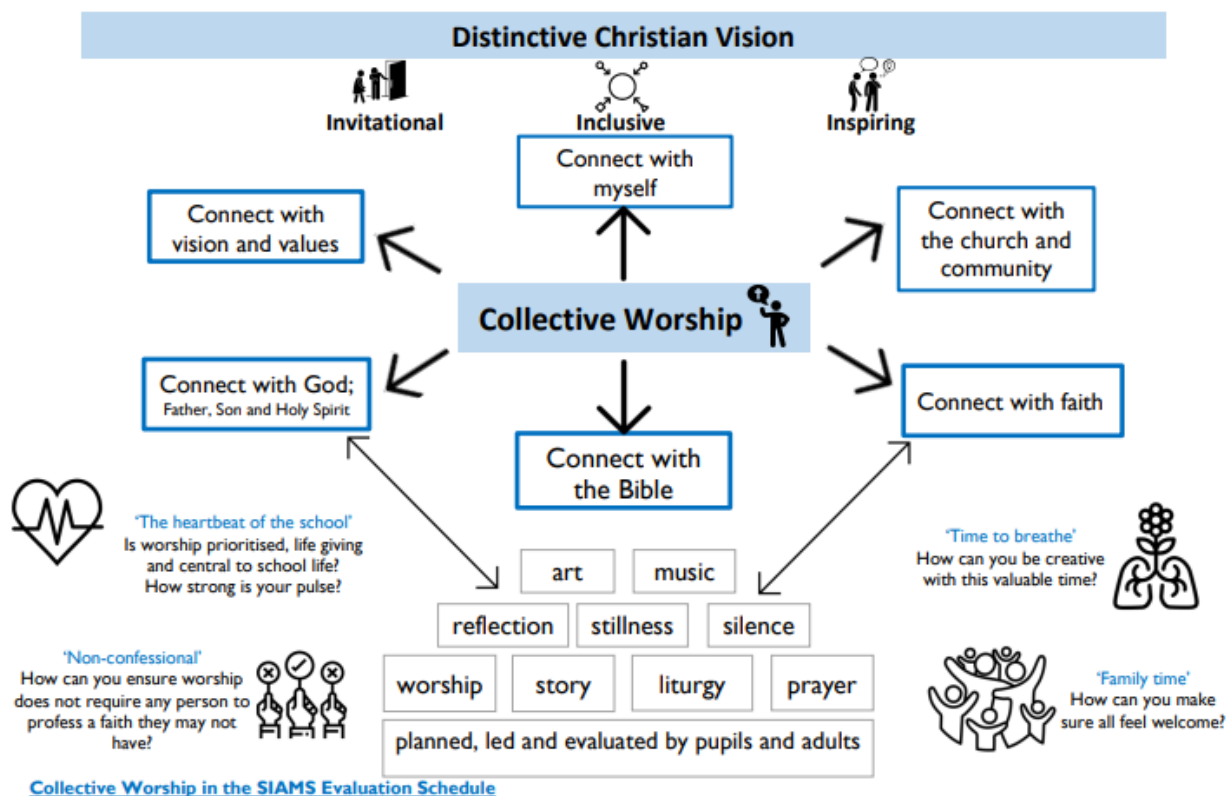 Distinctive Christian Vision
Invitational
Inclusive
Inspiring
Connect with
myself
Connect with
vision and values
Connect with
the church and
community
Collective Worship
Connect with God;
Father, Son and Holy Spirit
Connect with faith
Connect with
the Bible
'The heartbeat of the school'
Is worship prioritised, life giving
and central to school life?
How strong is your pulse?
'Time to breathe'
How can you be creative
with this valuable time?
art
music
reflection
stillness
silence
'Non-confessional'
How can you ensure worship
does not require any person to
profess a faith they may not
have?
worship
story
liturgy
prayer
'Family time'
How can you make
sure all feel welcome?
planned, led and evaluated by pupils and adults
Collective Worship in the SIAMS Evaluation Schedule